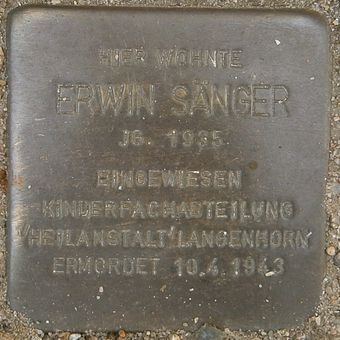 HIER WOHNTE
ERWIN SÄNGER
JG. 1935
EINGEWIESEN
KINDERFACHABTEILUNG
HEILANSTALT LANGENHORN
ERMORDET 10.4.1943